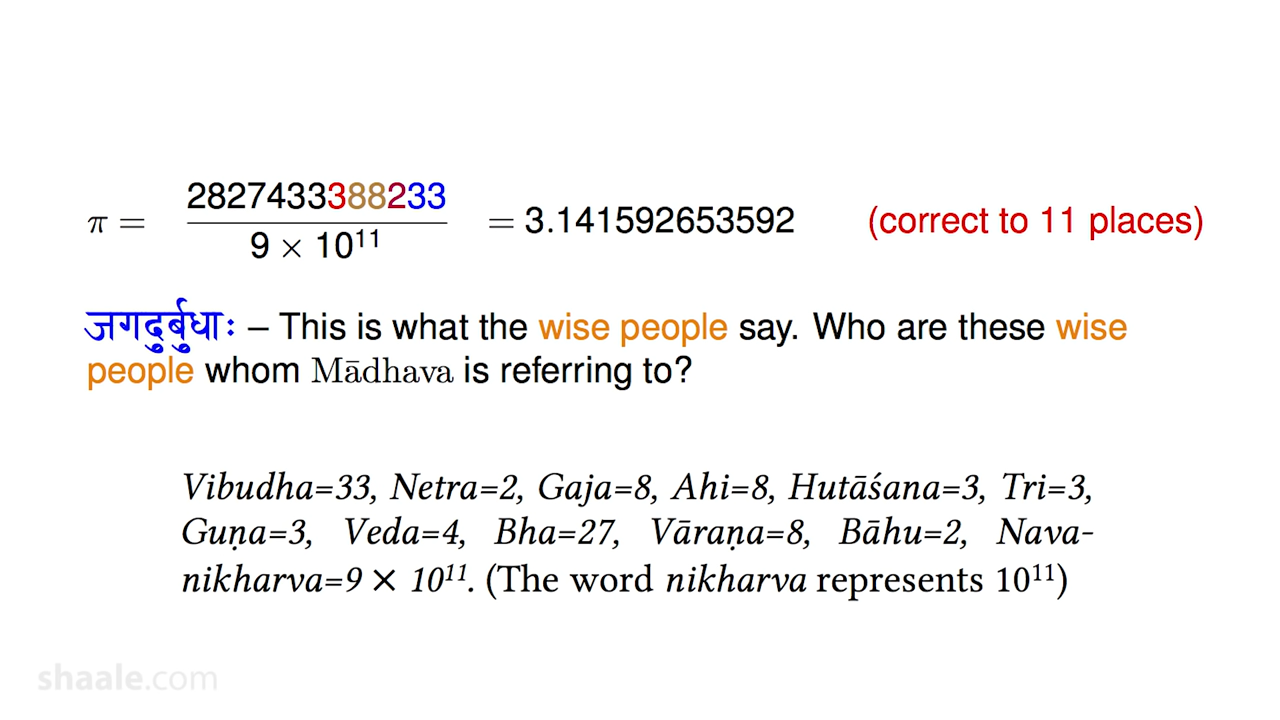 π = 2827433388233 / 9 × 10¹¹ = 3.141592653592 (correct to 11 places)
जगदुर्बुधाः – This is what the wise people say. Who are these wise
people whom Mādhava is referring to?
Vibudha=33, Netra=2, Gaja=8, Ahi=8, Hutāśana=3, Tri=3,
Guṇa=3, Veda=4, Bha=27, Vāraṇa=8, Bāhu=2, Nava-
nikharva=9 × 10¹¹. (The word nikharva represents 10¹¹)
shaale.com